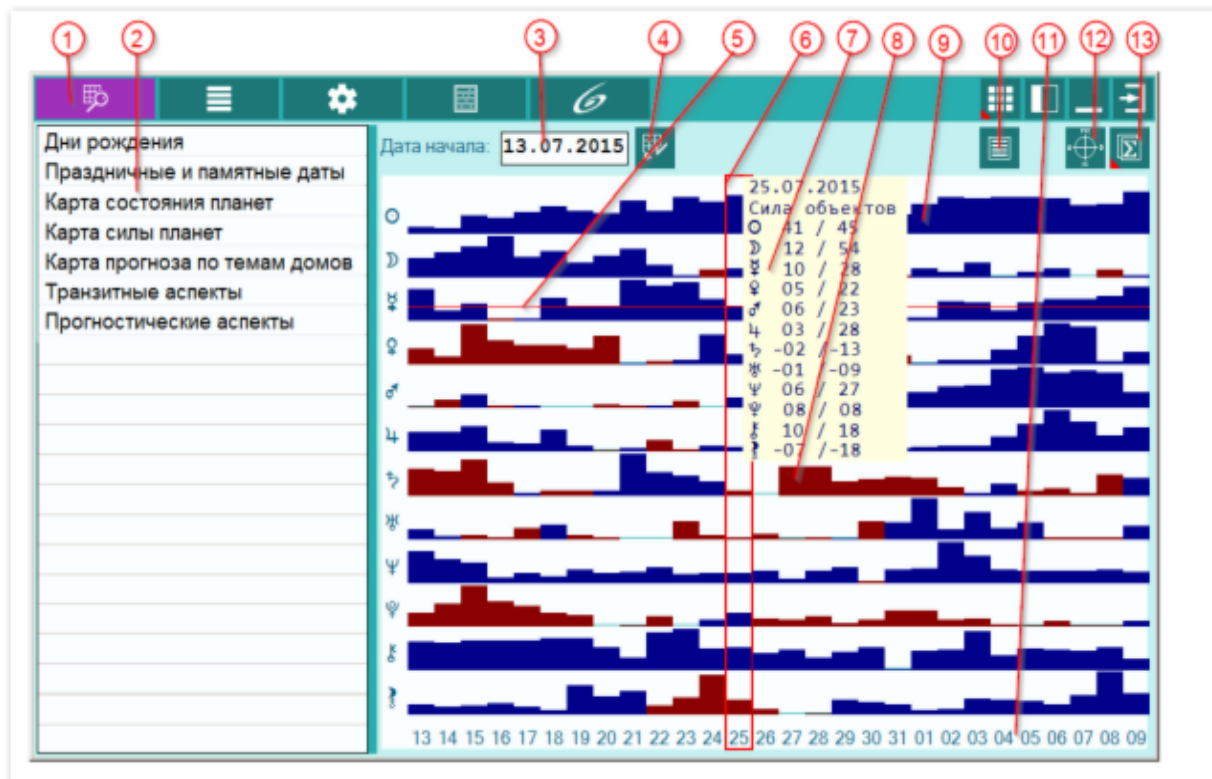 1 2 3 4 5 6 7 8 9 10 11 12 13
Дни рождения
Праздничные и памятные даты
Карта состояния планет
Карта силы планет
Карта прогноза по темам домов
Транзитные аспекты
Прогностические аспекты
Дата начала: 13.07.2015
25.07.2015
Сила объектов
☉ 41 / 45
☽ 12 / 54
☿ 10 / 28
♀ 05 / 22
♂ 06 / 23
♃ 03 / 28
♄ -02 /-13
♅ -01 /-09
♆ 06 / 27
08 / 08
10 / 18
-07 /-18
13 14 15 16 17 18 19 20 21 22 23 24 25 26 27 28 29 30 31 01 02 03 04 05 06 07 08 09